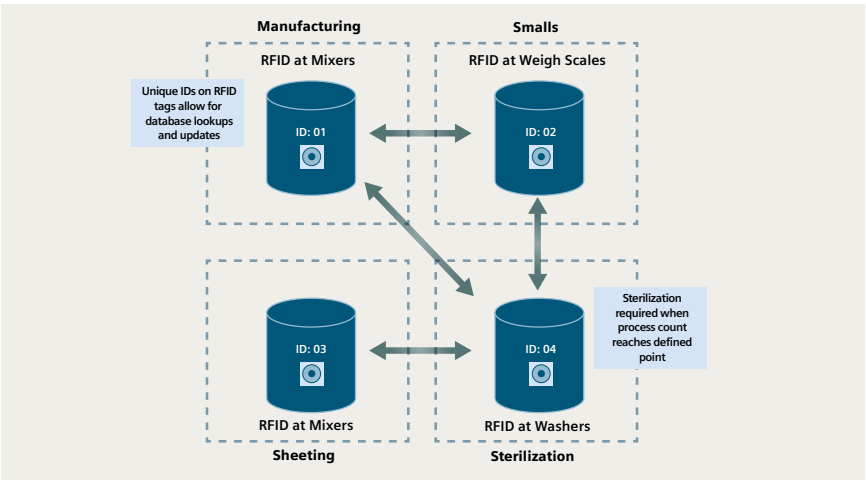 Manufacturing
Smalls
RFID at Mixers
RFID at Weigh Scales
Unique IDs on RFID
tags allow for
database lookups
and updates
ID: 01
ID: 02
Sterilization
required when
process count
reaches defined
point
ID: 03
ID: 04
RFID at Mixers
RFID at Washers
Sheeting
Sterilization